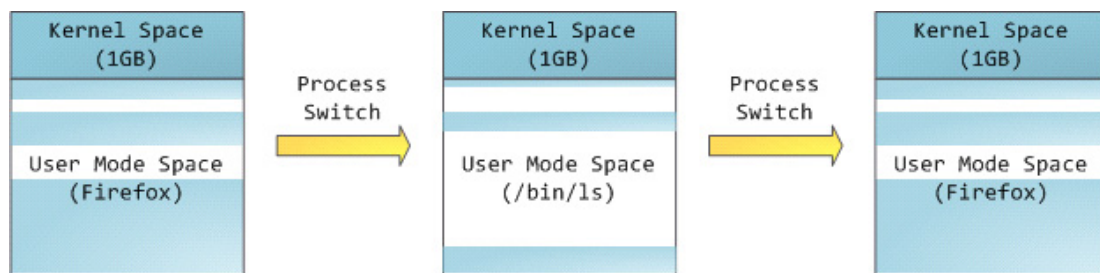 Kernel Space
(1GB)
User Mode Space
(Firefox)
Process
Switch
Kernel Space
(1GB)
User Mode Space
(/bin/ls)
Process
Switch
Kernel Space
(1GB)
User Mode Space
(Firefox)